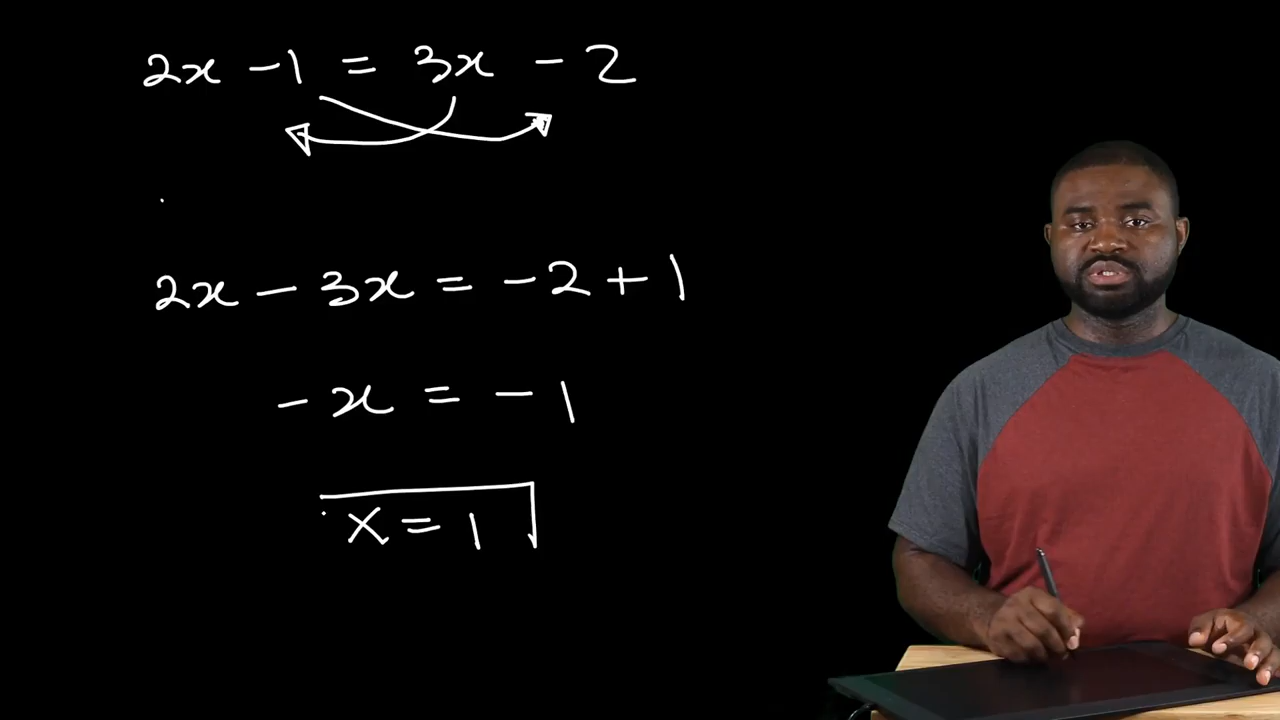 2x - 1 = 3x - 2
2x - 3x = -2 + 1
-x = -1
x = 1